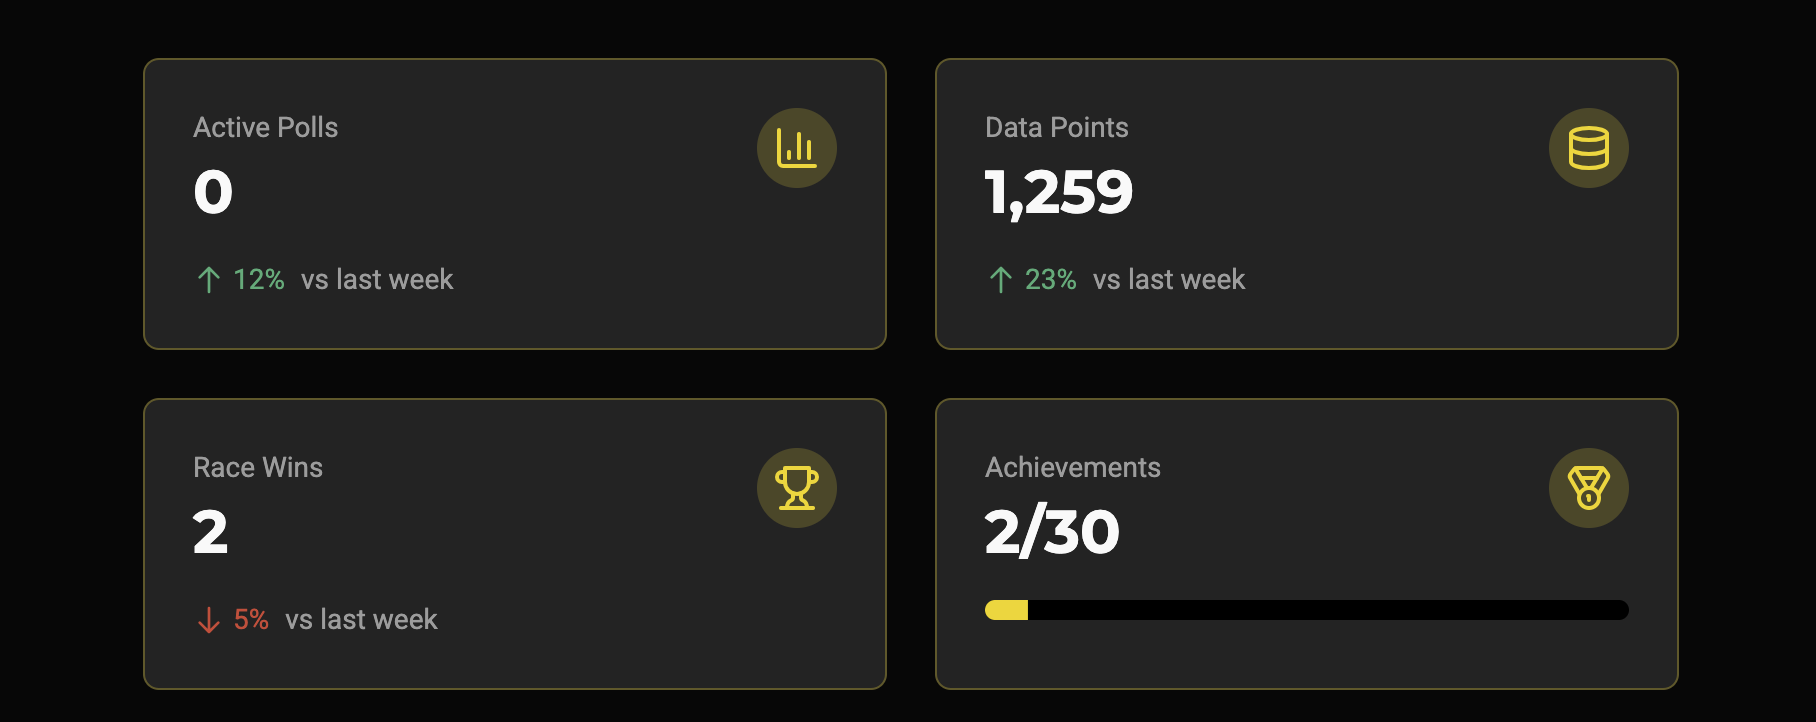 Active Polls
0
↑ 12% vs last week
Data Points
1,259
↑ 23% vs last week
Race Wins
2
↓ 5% vs last week
Achievements
2/30